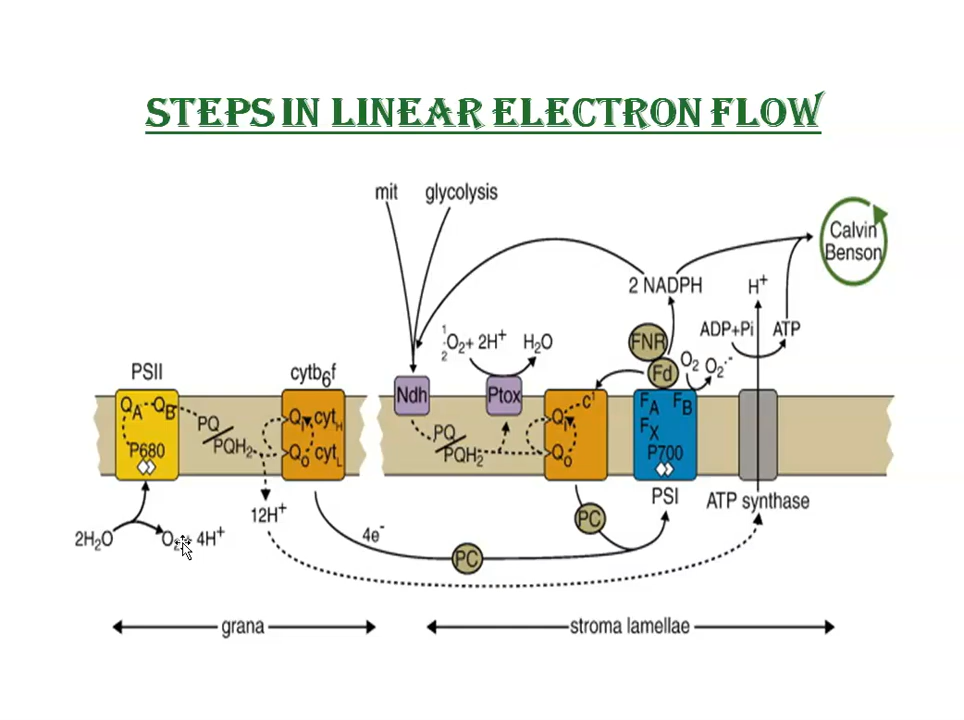 STEPS IN LINEAR ELECTRON FLOW
mit glycolysis
Calvin
Benson
2 NADPH H+
ADP+Pi ATP
1/2O2+ 2H+ H2O
FNR
Fd O2 O2·-
PSII cytb6f
Ndh Ptox
QA QB PQ PQH2 Qi cytH
P680 Qo cytL
PQ PQH2 Qi c' Qo
FA FB
FX
P700
PSI ATP synthase
12H+
PC
4e-
PC
2H2O 4H+
grana stroma lamellae